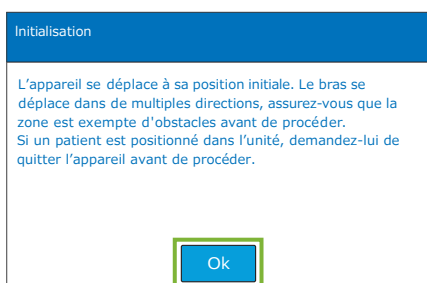 Initialisation
L’appareil se déplace à sa position initiale. Le bras se
déplace dans de multiples directions, assurez-vous que la
zone est exempte d'obstacles avant de procéder.
Si un patient est positionné dans l’unité, demandez-lui de
quitter l’appareil avant de procéder.
Ok